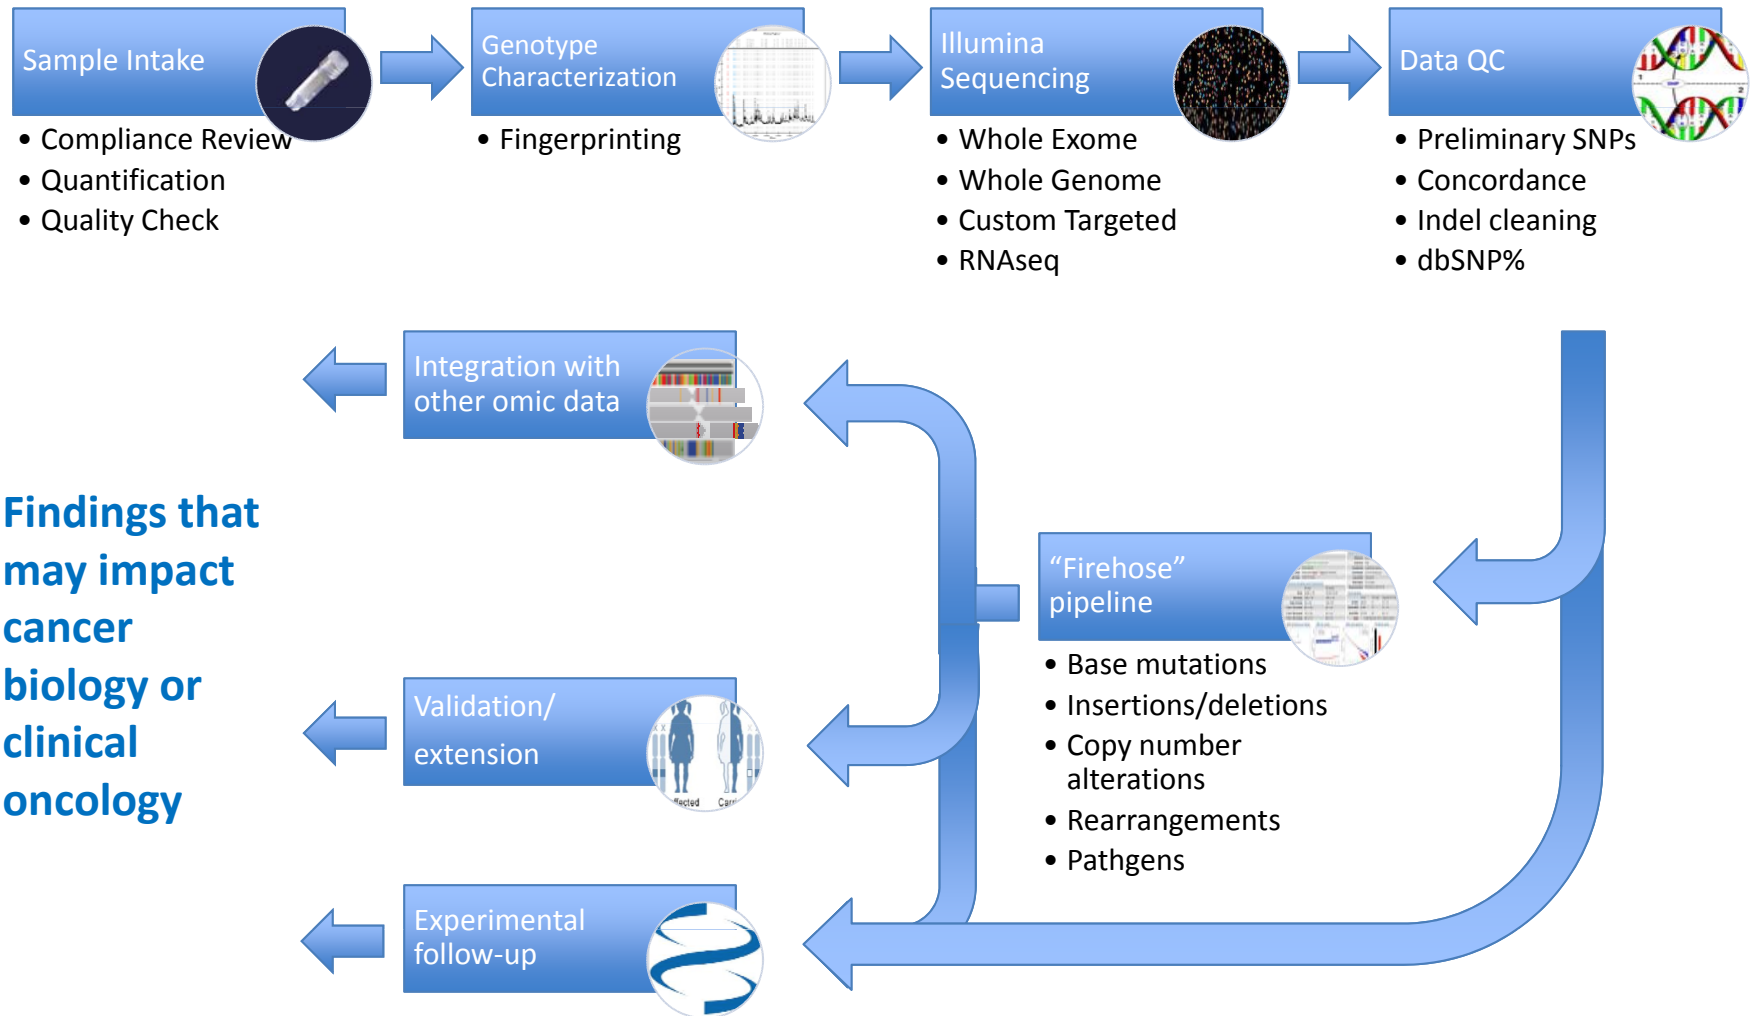 Sample Intake
• Compliance Review
• Quantification
• Quality Check
Genotype
Characterization
• Fingerprinting
Illumina
Sequencing
• Whole Exome
• Whole Genome
• Custom Targeted
• RNAseq
Data QC
• Preliminary SNPs
• Concordance
• Indel cleaning
• dbSNP%
1
2
Integration with
other omic data
Findings that
may impact
cancer
biology or
clinical
oncology
"Firehose"
pipeline
• Base mutations
• Insertions/deletions
• Copy number
alterations
• Rearrangements
• Pathgens
Validation/
extension
X X
X
Experimental
follow-up